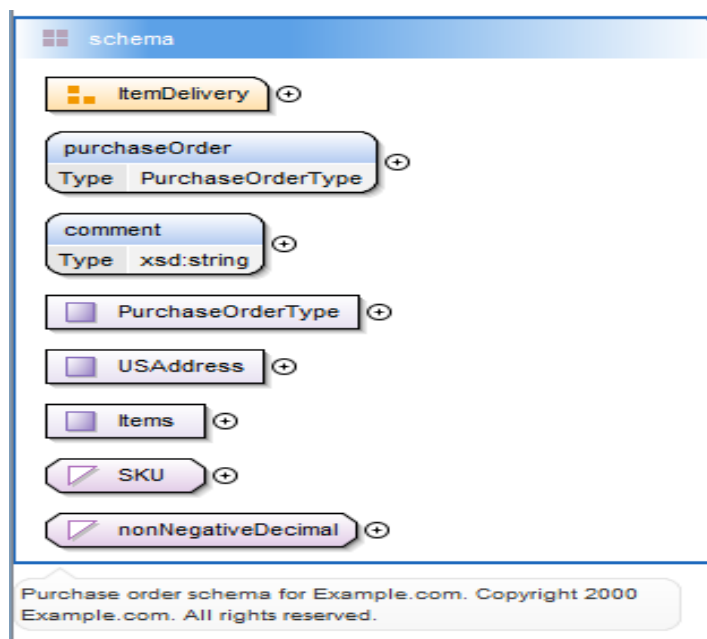 schema
ItemDelivery
purchaseOrder
Type PurchaseOrderType
comment
Type xsd:string
PurchaseOrderType
USAddress
Items
SKU
nonNegativeDecimal
Purchase order schema for Example.com. Copyright 2000
Example.com. All rights reserved.